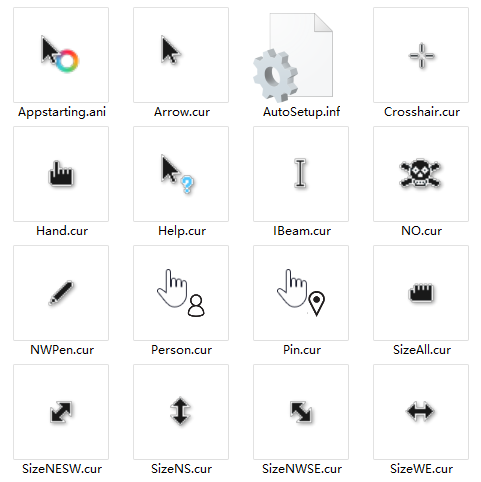 Appstarting.ani
Arrow.cur
AutoSetup.inf
Crosshair.cur
Hand.cur
Help.cur
IBeam.cur
NO.cur
NWPen.cur
Person.cur
Pin.cur
SizeAll.cur
SizeNESW.cur
SizeNS.cur
SizeNWSE.cur
SizeWE.cur